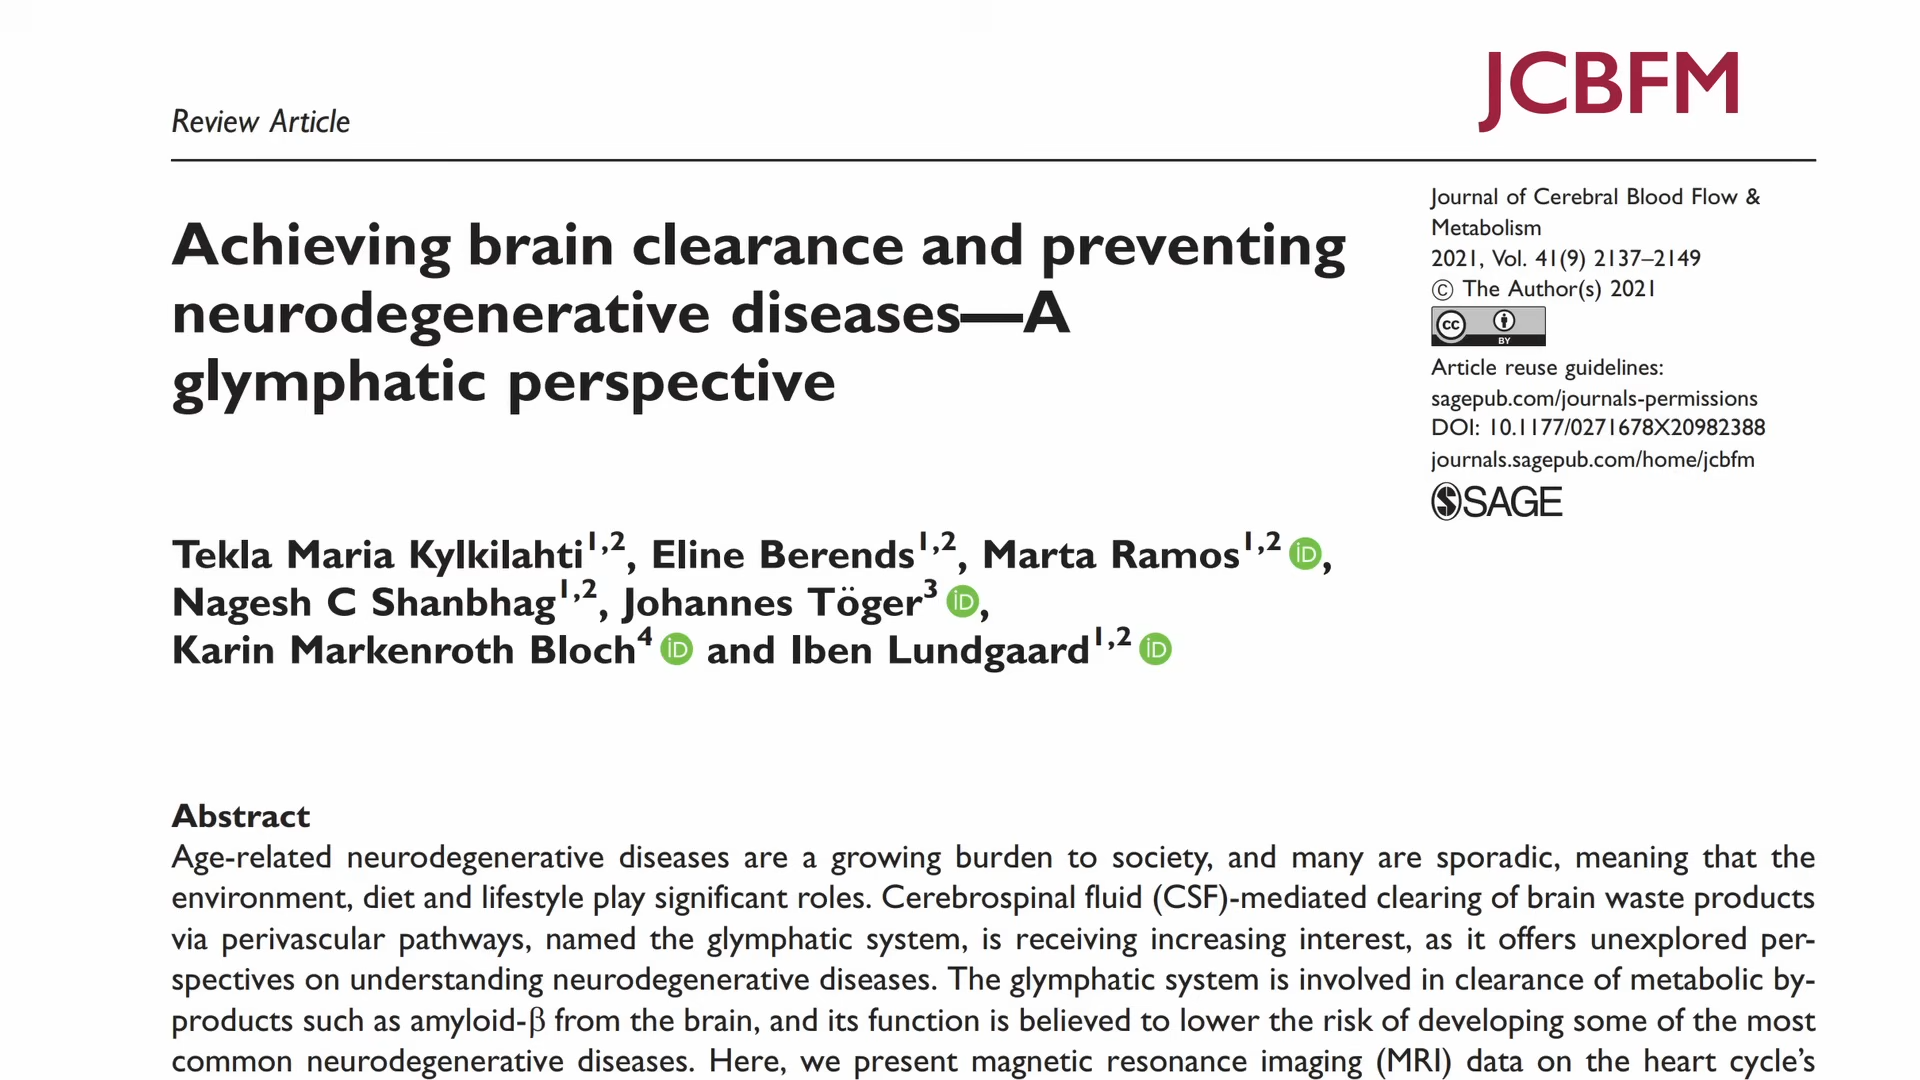 JCBFM
Review Article
Achieving brain clearance and preventing
neurodegenerative diseases—A
glymphatic perspective
Journal of Cerebral Blood Flow &
Metabolism
2021, Vol. 41(9) 2137–2149
© The Author(s) 2021
cc BY
Article reuse guidelines:
sagepub.com/journals-permissions
DOI: 10.1177/0271678X20982388
journals.sagepub.com/home/jcbfm
SAGE
Tekla Maria Kylkilahti1,2, Eline Berends1,2, Marta Ramos1,2 iD,
Nagesh C Shanbhag1,2, Johannes Töger3 iD,
Karin Markenroth Bloch4 iD and Iben Lundgaard1,2 iD
Abstract
Age-related neurodegenerative diseases are a growing burden to society, and many are sporadic, meaning that the
environment, diet and lifestyle play significant roles. Cerebrospinal fluid (CSF)-mediated clearing of brain waste products
via perivascular pathways, named the glymphatic system, is receiving increasing interest, as it offers unexplored per-
spectives on understanding neurodegenerative diseases. The glymphatic system is involved in clearance of metabolic by-
products such as amyloid-β from the brain, and its function is believed to lower the risk of developing some of the most
common neurodegenerative diseases. Here, we present magnetic resonance imaging (MRI) data on the heart cycle's